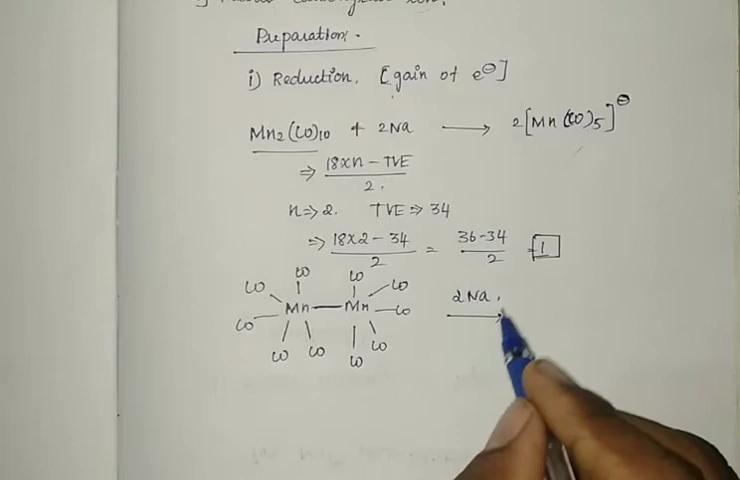 Preparation:-
i) Reduction. [gain of e⊖]
Mn2(CO)10 + 2Na → 2[Mn(CO)5]⊖
⇒ 18xn - TVE / 2.
n⇒2. TVE ⇒ 34
⇒ 18x2 - 34 / 2 = 36-34 / 2 = 1
CO CO CO CO
CO Mn — Mn CO
CO CO CO CO
2Na. →